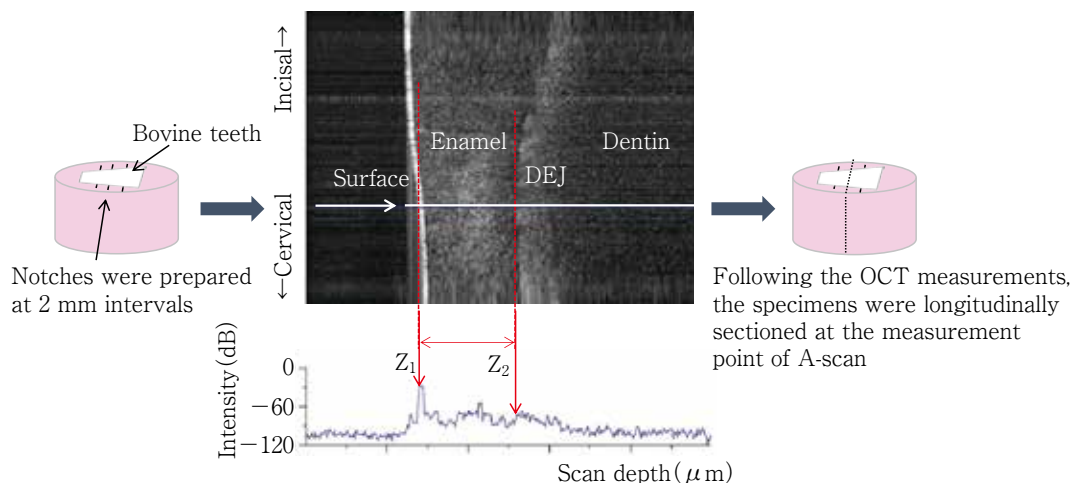 Bovine teeth
Notches were prepared
at 2 mm intervals
←Cervical
Incisal→
Enamel
Dentin
DEJ
Surface
Following the OCT measurements,
the specimens were longitudinally
sectioned at the measurement
point of A-scan
Z1
Z2
Intensity(dB)
0
−60
−120
Scan depth(μm)